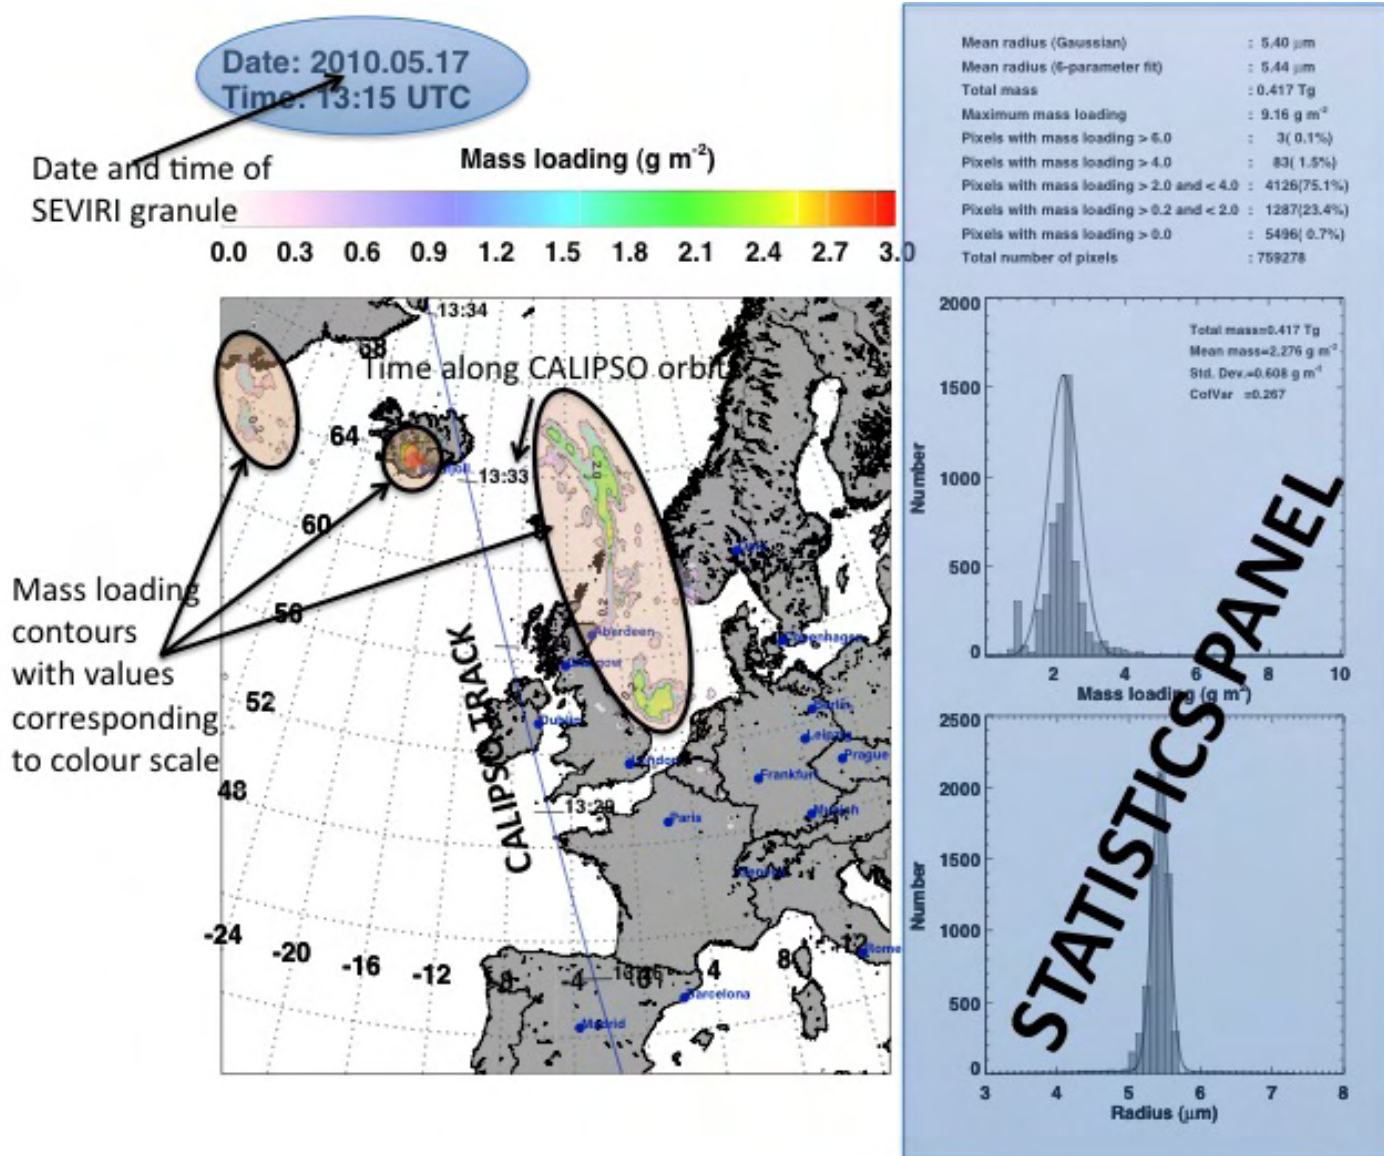 Date: 2010.05.17
Time: 13:15 UTC
Date and time of
SEVIRI granule
Mass loading (g m-2)
0.0 0.3 0.6 0.9 1.2 1.5 1.8 2.1 2.4 2.7 3.0
13:34
68
Time along CALIPSO orbit
64
13:33
60
56
52
48
Mass loading
contours
with values
corresponding
to colour scale
CALIPSO TRACK
0.2
2.0
0.2
0.2
Aberdeen
Copenhagen
Dublin
London
Berlin
Leipzig
Prague
Frankfurt
Munich
Paris
13:29
Geneva
Rome
Barcelona
Madrid
-24
-20
-16
-12
-8
-4
4
8
12
Mean radius (Gaussian) : 5.40 μm
Mean radius (6-parameter fit) : 5.44 μm
Total mass : 0.417 Tg
Maximum mass loading : 9.16 g m-2
Pixels with mass loading > 6.0 : 3( 0.1%)
Pixels with mass loading > 4.0 : 83( 1.5%)
Pixels with mass loading > 2.0 and < 4.0 : 4126(75.1%)
Pixels with mass loading > 0.2 and < 2.0 : 1287(23.4%)
Pixels with mass loading > 0.0 : 5496( 0.7%)
Total number of pixels : 759278
Total mass=0.417 Tg
Mean mass=2.276 g m-2
Std. Dev.=0.608 g m-1
CofVar =0.267
2000
1500
1000
500
0
Number
2 4 6 8 10
Mass loading (g m-2)
2500
2000
1500
1000
500
0
Number
3 4 5 6 7 8
Radius (μm)
STATISTICS PANEL